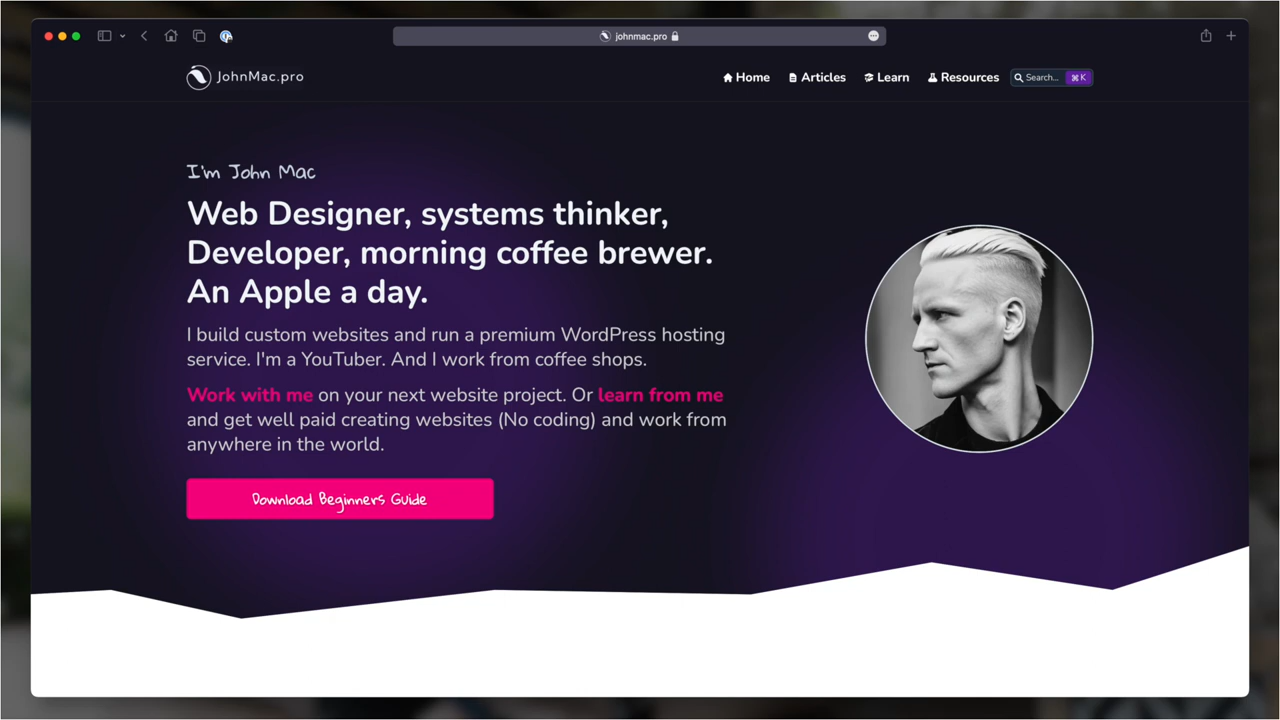 johnmac.pro
JohnMac.pro
Home Articles Learn Resources Search... ⌘K
I'm John Mac
Web Designer, systems thinker,
Developer, morning coffee brewer.
An Apple a day.
I build custom websites and run a premium WordPress hosting
service. I'm a YouTuber. And I work from coffee shops.
Work with me on your next website project. Or learn from me
and get well paid creating websites (No coding) and work from
anywhere in the world.
Download Beginners Guide